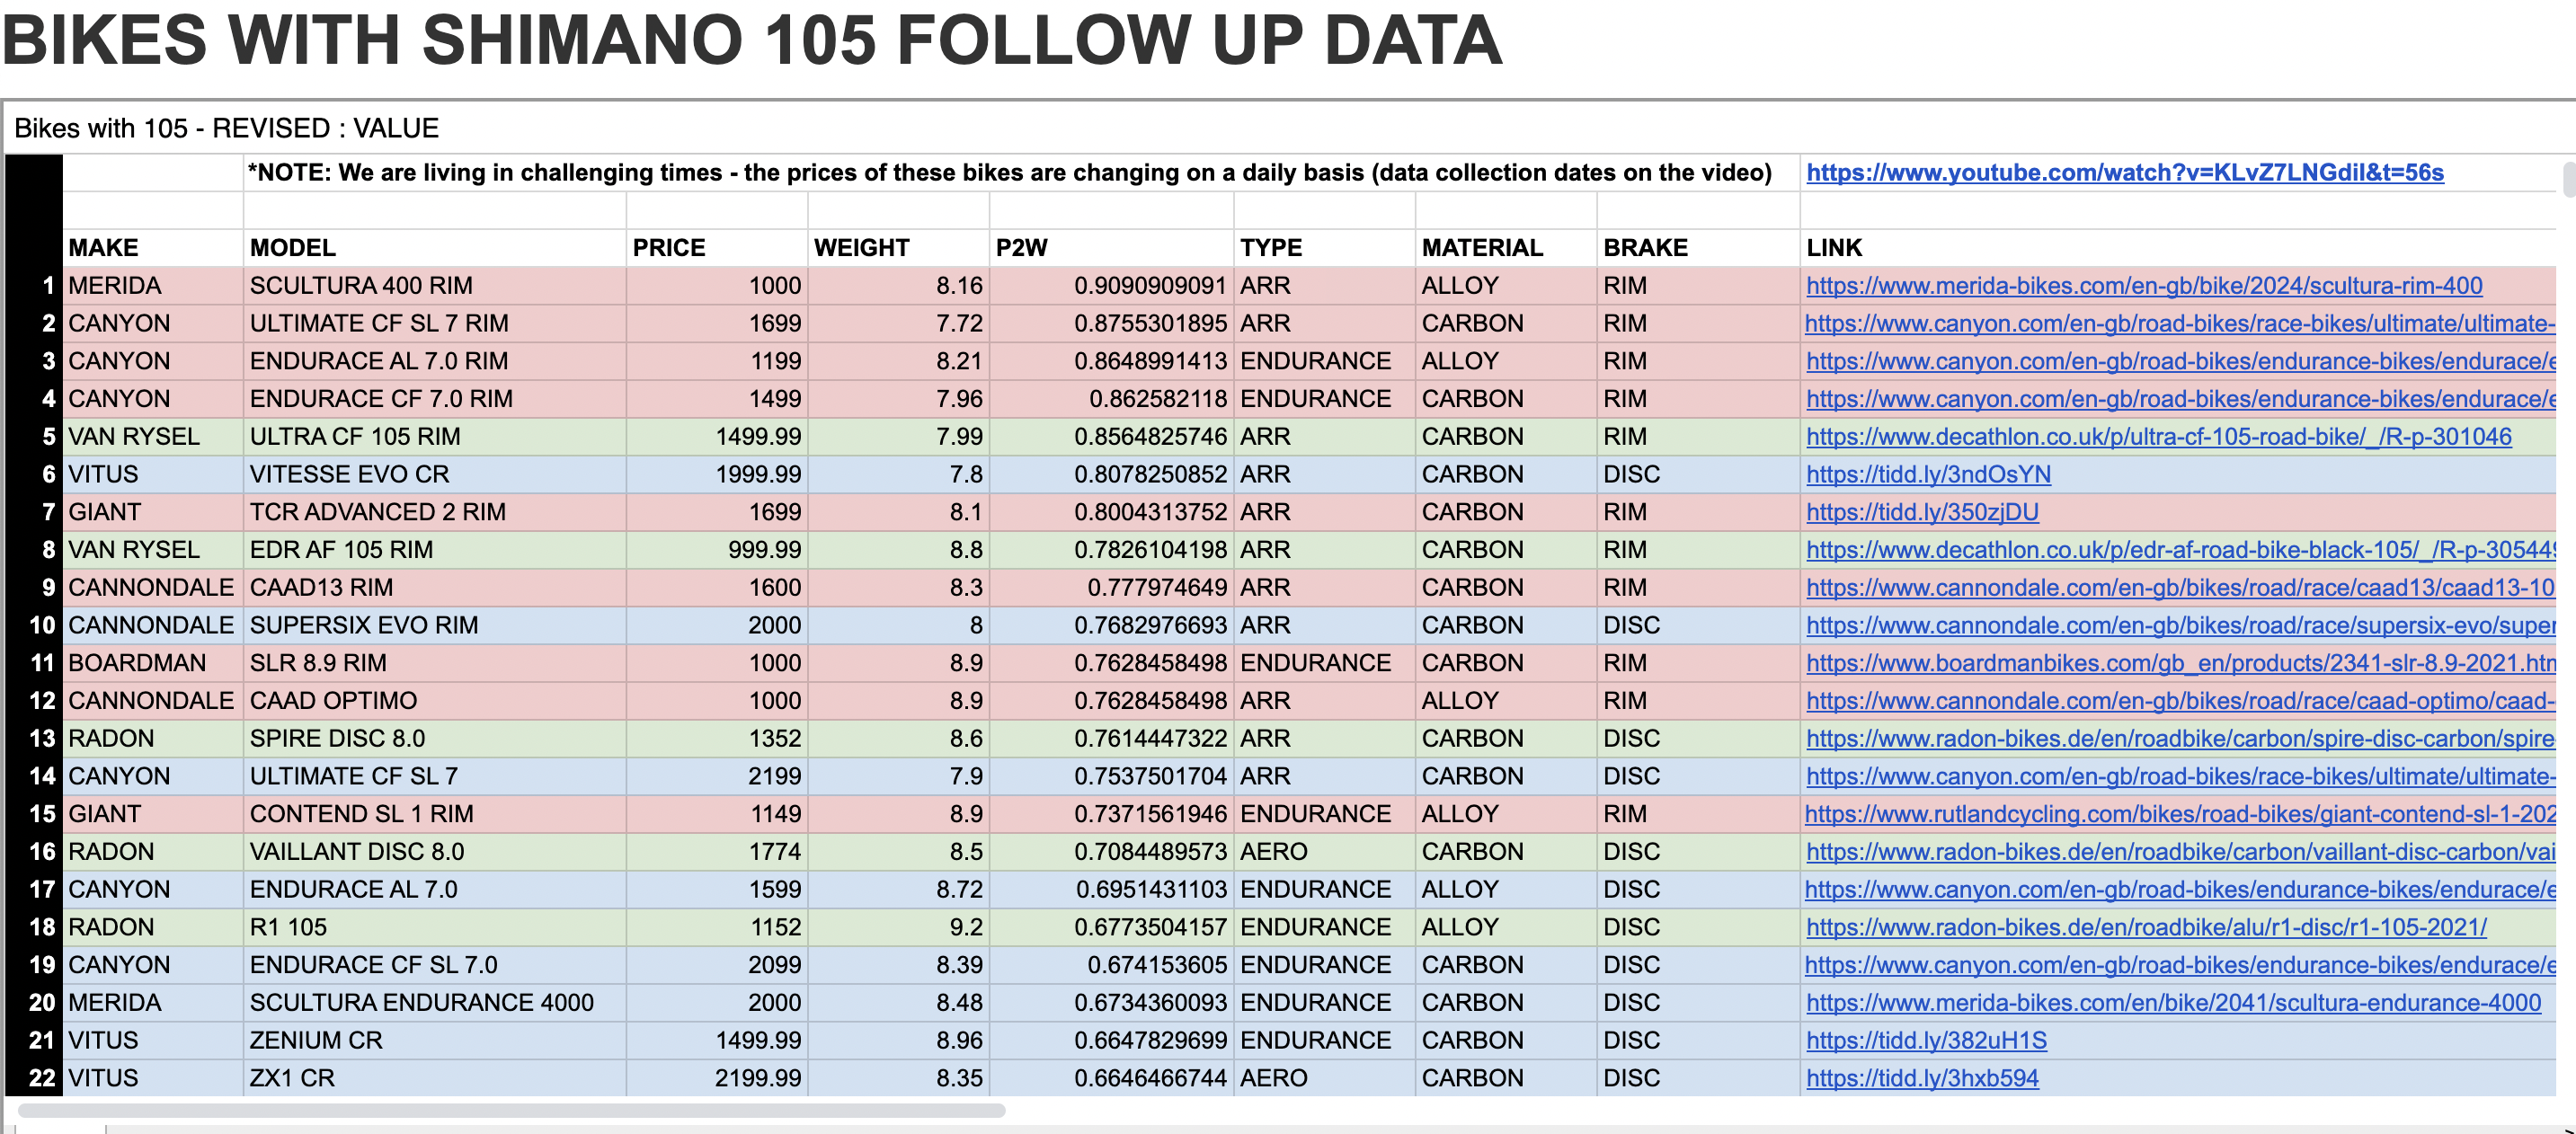 BIKES WITH SHIMANO 105 FOLLOW UP DATA
Bikes with 105 - REVISED : VALUE
*NOTE: We are living in challenging times - the prices of these bikes are changing on a daily basis (data collection dates on the video) https://www.youtube.com/watch?v=KLvZ7LNGdiI&t=56s
MAKE MODEL PRICE WEIGHT P2W TYPE MATERIAL BRAKE LINK
1 MERIDA SCULTURA 400 RIM 1000 8.16 0.9090909091 ARR ALLOY RIM https://www.merida-bikes.com/en-gb/bike/2024/scultura-rim-400
2 CANYON ULTIMATE CF SL 7 RIM 1699 7.72 0.8755301895 ARR CARBON RIM https://www.canyon.com/en-gb/road-bikes/race-bikes/ultimate/ultimate-
3 CANYON ENDURACE AL 7.0 RIM 1199 8.21 0.8648991413 ENDURANCE ALLOY RIM https://www.canyon.com/en-gb/road-bikes/endurance-bikes/endurace/e
4 CANYON ENDURACE CF 7.0 RIM 1499 7.96 0.862582118 ENDURANCE CARBON RIM https://www.canyon.com/en-gb/road-bikes/endurance-bikes/endurace/e
5 VAN RYSEL ULTRA CF 105 RIM 1499.99 7.99 0.8564825746 ARR CARBON RIM https://www.decathlon.co.uk/p/ultra-cf-105-road-bike/_/R-p-301046
6 VITUS VITESSE EVO CR 1999.99 7.8 0.8078250852 ARR CARBON DISC https://tidd.ly/3ndOsYN
7 GIANT TCR ADVANCED 2 RIM 1699 8.1 0.8004313752 ARR CARBON RIM https://tidd.ly/350zjDU
8 VAN RYSEL EDR AF 105 RIM 999.99 8.8 0.7826104198 ARR CARBON RIM https://www.decathlon.co.uk/p/edr-af-road-bike-black-105/_/R-p-305449
9 CANNONDALE CAAD13 RIM 1600 8.3 0.777974649 ARR CARBON RIM https://www.cannondale.com/en-gb/bikes/road/race/caad13/caad13-10
10 CANNONDALE SUPERSIX EVO RIM 2000 8 0.7682976693 ARR CARBON DISC https://www.cannondale.com/en-gb/bikes/road/race/supersix-evo/super
11 BOARDMAN SLR 8.9 RIM 1000 8.9 0.7628458498 ENDURANCE CARBON RIM https://www.boardmanbikes.com/gb_en/products/2341-slr-8.9-2021.htm
12 CANNONDALE CAAD OPTIMO 1000 8.9 0.7628458498 ARR ALLOY RIM https://www.cannondale.com/en-gb/bikes/road/race/caad-optimo/caad-
13 RADON SPIRE DISC 8.0 1352 8.6 0.7614447322 ARR CARBON DISC https://www.radon-bikes.de/en/roadbike/carbon/spire-disc-carbon/spire-
14 CANYON ULTIMATE CF SL 7 2199 7.9 0.7537501704 ARR CARBON DISC https://www.canyon.com/en-gb/road-bikes/race-bikes/ultimate/ultimate-
15 GIANT CONTEND SL 1 RIM 1149 8.9 0.7371561946 ENDURANCE ALLOY RIM https://www.rutlandcycling.com/bikes/road-bikes/giant-contend-sl-1-202
16 RADON VAILLANT DISC 8.0 1774 8.5 0.7084489573 AERO CARBON DISC https://www.radon-bikes.de/en/roadbike/carbon/vaillant-disc-carbon/vai
17 CANYON ENDURACE AL 7.0 1599 8.72 0.6951431103 ENDURANCE ALLOY DISC https://www.canyon.com/en-gb/road-bikes/endurance-bikes/endurace/e
18 RADON R1 105 1152 9.2 0.6773504157 ENDURANCE ALLOY DISC https://www.radon-bikes.de/en/roadbike/alu/r1-disc/r1-105-2021/
19 CANYON ENDURACE CF SL 7.0 2099 8.39 0.674153605 ENDURANCE CARBON DISC https://www.canyon.com/en-gb/road-bikes/endurance-bikes/endurace/e
20 MERIDA SCULTURA ENDURANCE 4000 2000 8.48 0.6734360093 ENDURANCE CARBON DISC https://www.merida-bikes.com/en/bike/2041/scultura-endurance-4000
21 VITUS ZENIUM CR 1499.99 8.96 0.6647829699 ENDURANCE CARBON DISC https://tidd.ly/382uH1S
22 VITUS ZX1 CR 2199.99 8.35 0.6646466744 AERO CARBON DISC https://tidd.ly/3hxb594